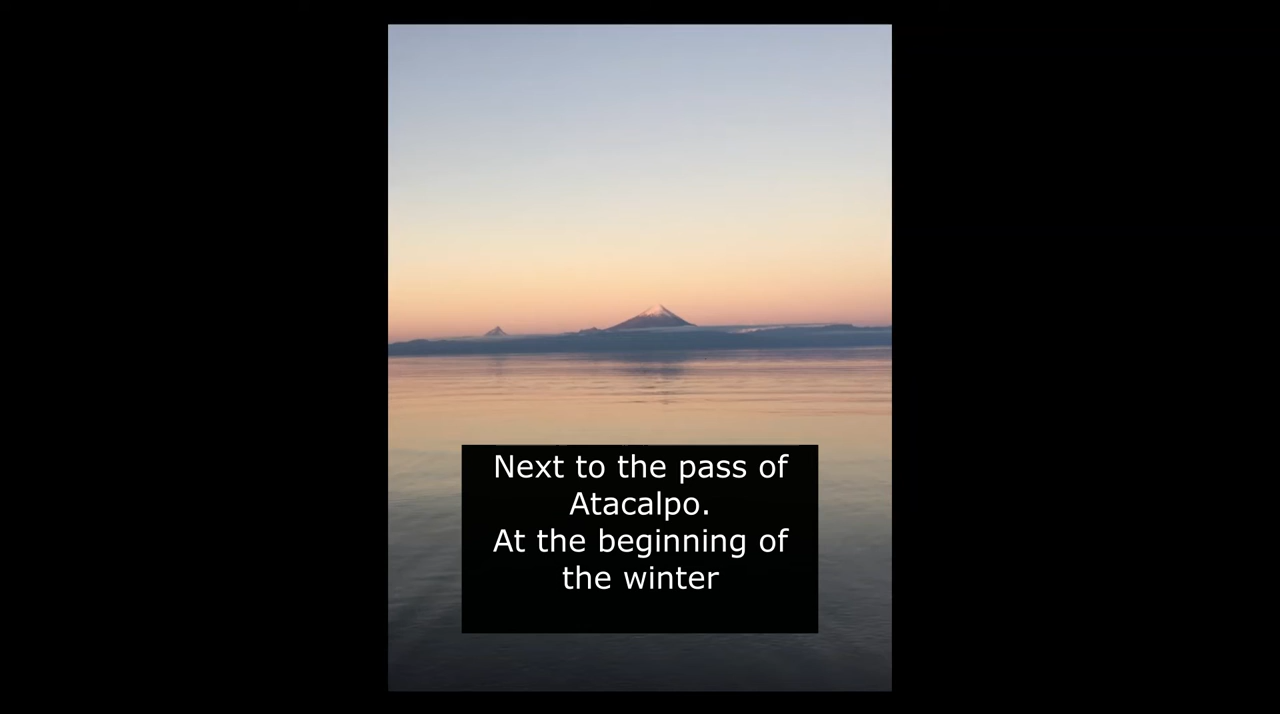 Next to the pass of
Atacalpo.
At the beginning of
the winter